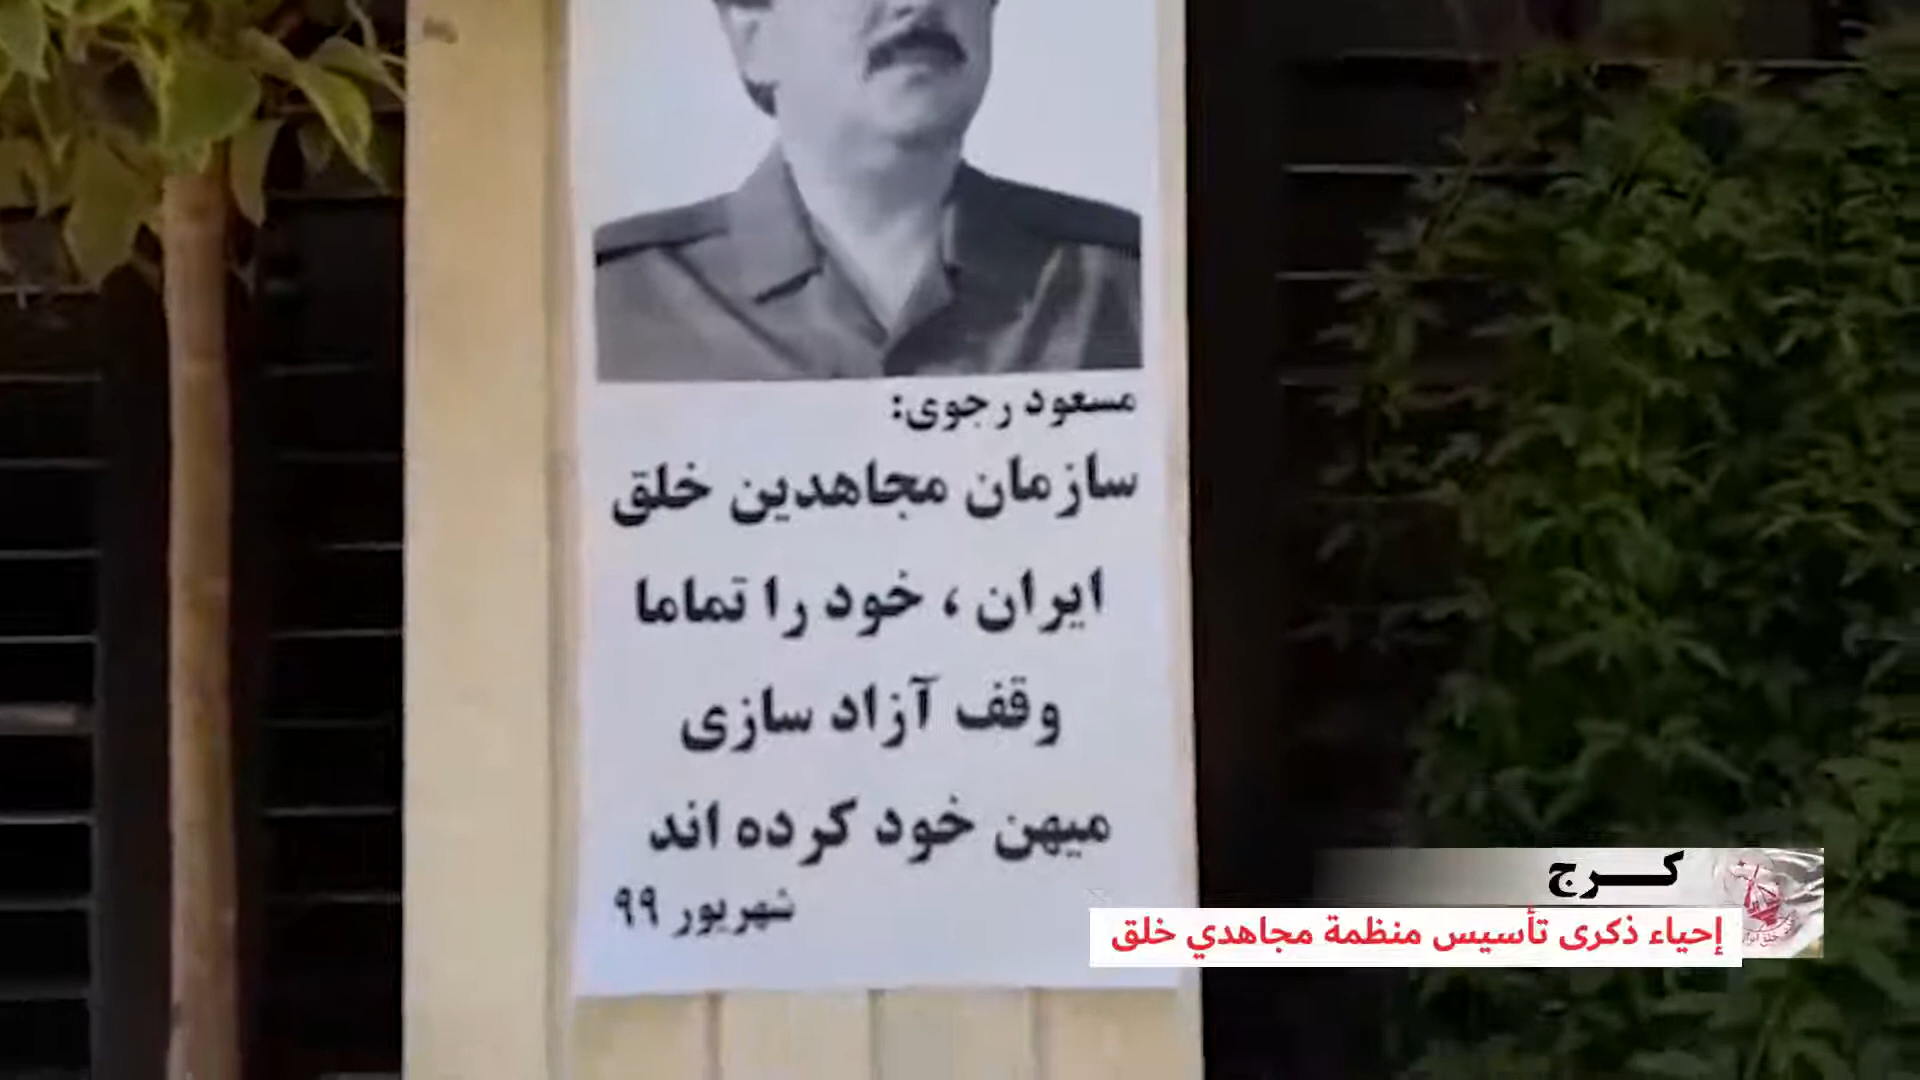 مسعود رجوی:
سازمان مجاهدین خلق
ایران ، خود را تماما
وقف آزاد سازی
میهن خود کرده اند
شهریور ۹۹
کـــرج
إحياء ذكرى تأسيس منظمة مجاهدي خلق